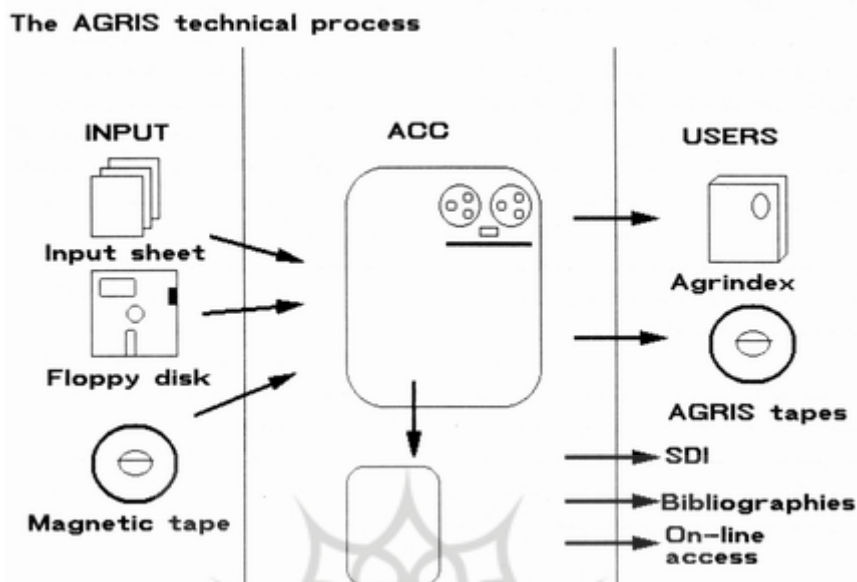 The AGRIS technical process
INPUT
Input sheet
Floppy disk
Magnetic tape
ACC
USERS
Agrindex
AGRIS tapes
SDI
Bibliographies
On-line
access